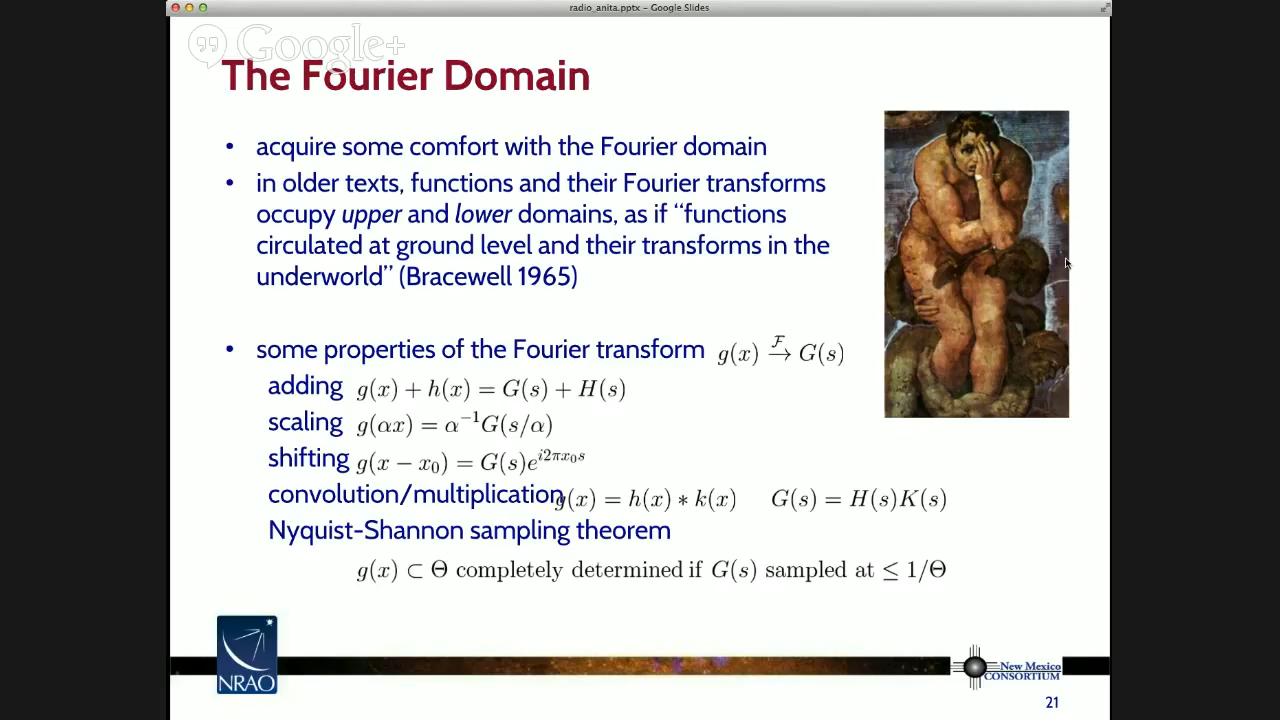 radio_anita.pptx - Google Slides
Google+
The Fourier Domain
• acquire some comfort with the Fourier domain
• in older texts, functions and their Fourier transforms
occupy upper and lower domains, as if “functions
circulated at ground level and their transforms in the
underworld” (Bracewell 1965)
• some properties of the Fourier transform g(x) →^ℱ G(s)
adding g(x) + h(x) = G(s) + H(s)
scaling g(αx) = α⁻¹G(s/α)
shifting g(x − x₀) = G(s)e^{i2πx₀s}
convolution/multiplication g(x) = h(x) ∗ k(x) G(s) = H(s)K(s)
Nyquist-Shannon sampling theorem
g(x) ⊂ Θ completely determined if G(s) sampled at ≤ 1/Θ
NRAO
New Mexico
CONSORTIUM
21